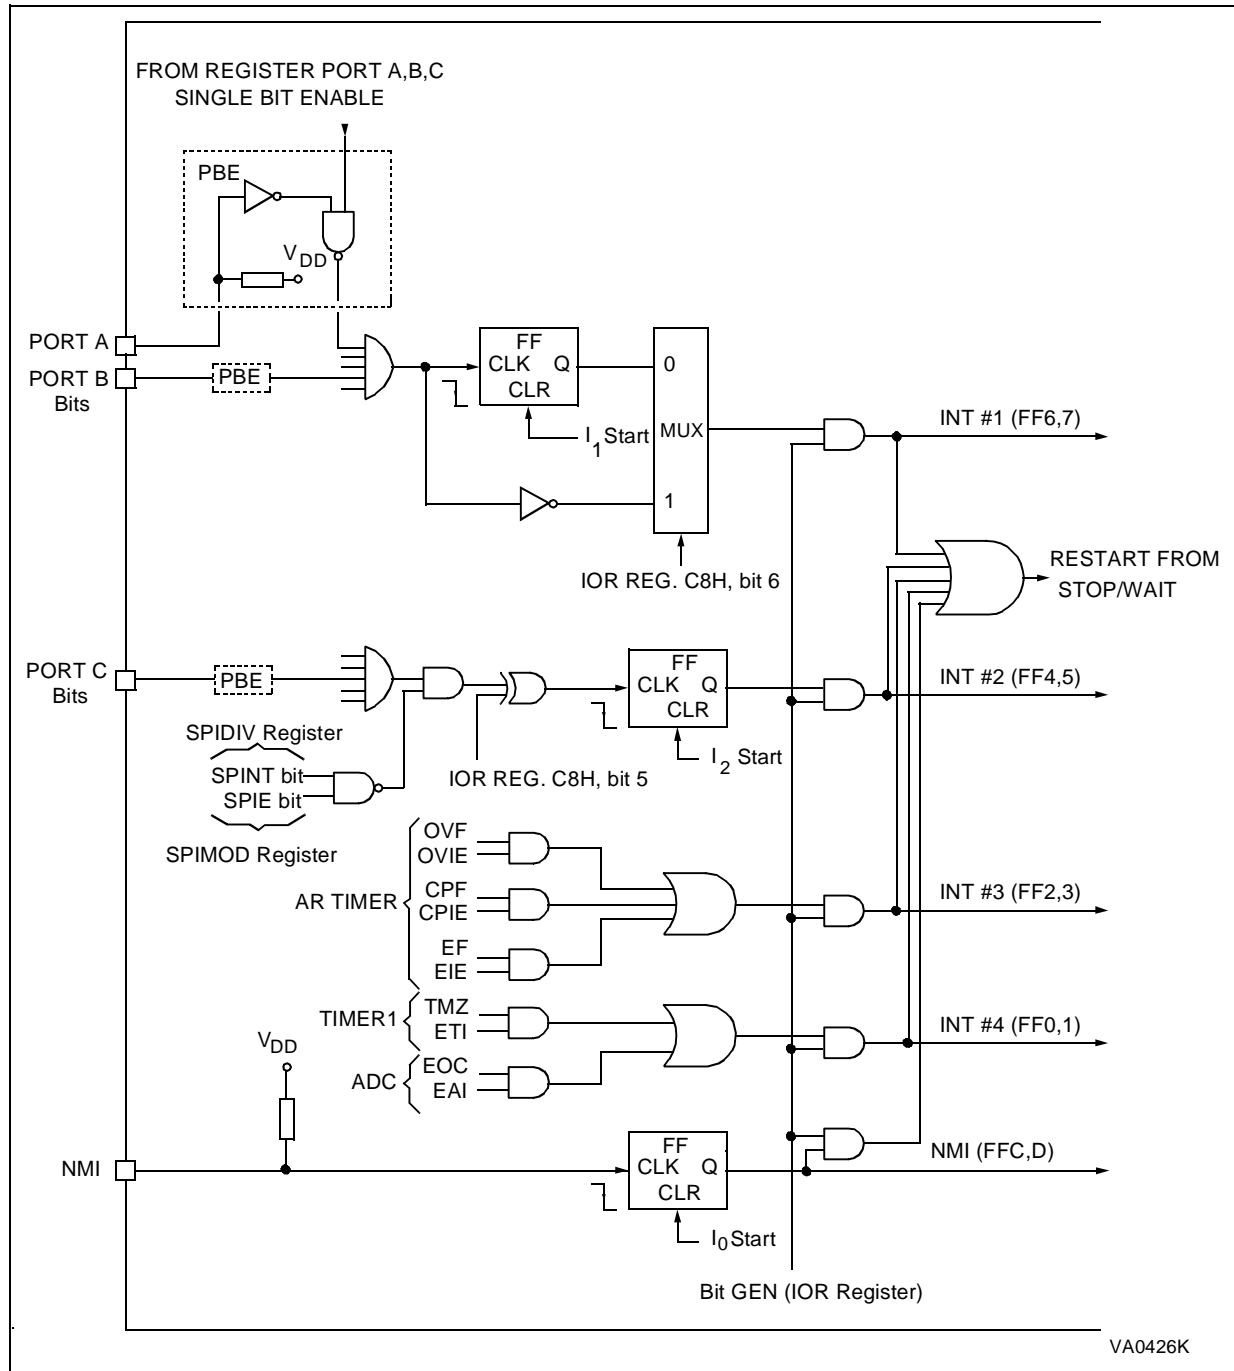 FROM REGISTER PORT A,B,C
SINGLE BIT ENABLE
PBE
VDD
PORT A
PORT B
Bits
PBE
FF
CLK Q
CLR
I1 Start
0
MUX
1
IOR REG. C8H, bit 6
INT #1 (FF6,7)
RESTART FROM
STOP/WAIT
PORT C
Bits
PBE
SPIDIV Register
SPINT bit
SPIE bit
SPIMOD Register
IOR REG. C8H, bit 5
FF
CLK Q
CLR
I2 Start
INT #2 (FF4,5)
AR TIMER
OVF
OVIE
CPF
CPIE
EF
EIE
INT #3 (FF2,3)
TIMER1
TMZ
ETI
ADC
EOC
EAI
INT #4 (FF0,1)
VDD
NMI
FF
CLK Q
CLR
I0 Start
NMI (FFC,D)
Bit GEN (IOR Register)
VA0426K